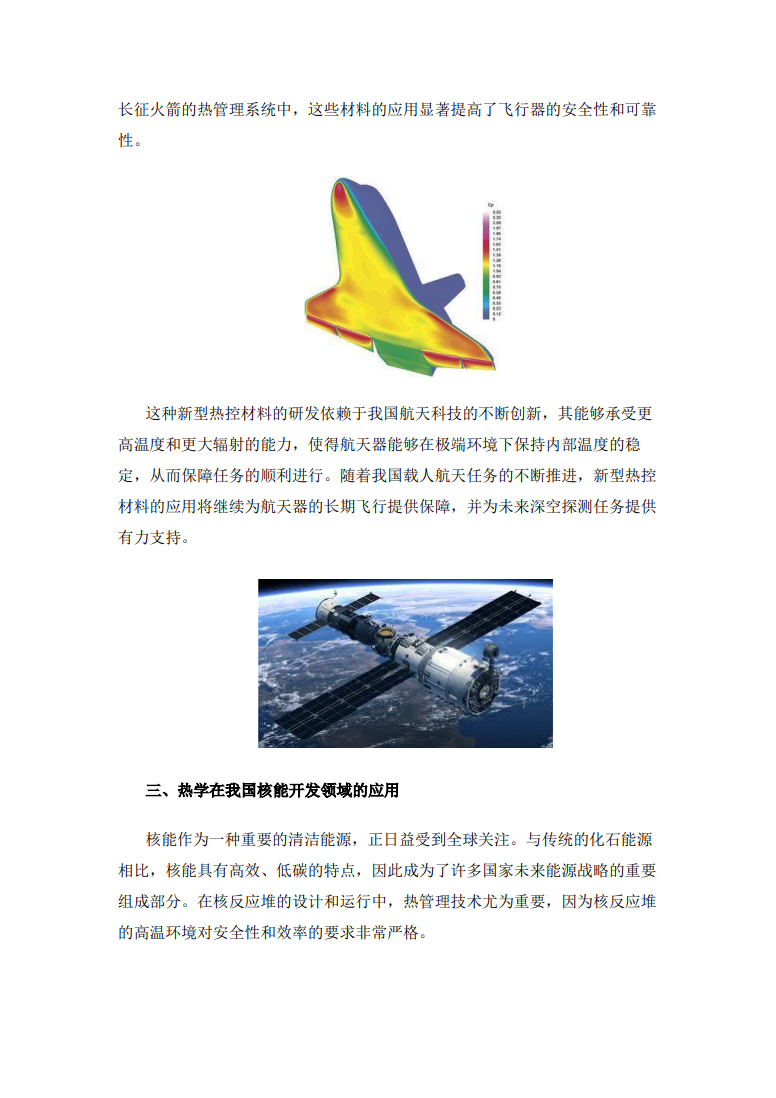 长征火箭的热管理系统中，这些材料的应用显著提高了飞行器的安全性和可靠
性。
Cp
这种新型热控材料的研发依赖于我国航天科技的不断创新，其能够承受更
高温度和更大辐射的能力，使得航天器能够在极端环境下保持内部温度的稳
定，从而保障任务的顺利进行。随着我国载人航天任务的不断推进，新型热控
材料的应用将继续为航天器的长期飞行提供保障，并为未来深空探测任务提供
有力支持。
三、热学在我国核能开发领域的应用
核能作为一种重要的清洁能源，正日益受到全球关注。与传统的化石能源
相比，核能具有高效、低碳的特点，因此成为了许多国家未来能源战略的重要
组成部分。在核反应堆的设计和运行中，热管理技术尤为重要，因为核反应堆
的高温环境对安全性和效率的要求非常严格。